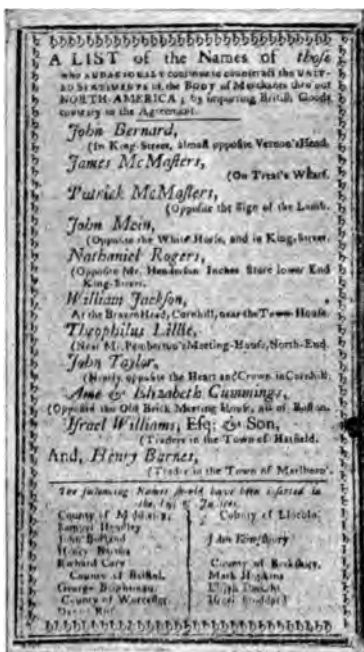 A LIST of the Names of those
who AUDACIOUSLY continue to counteract the UNIT-
ED SENTIMENTS of the BODY of Merchants thro'out
NORTH-AMERICA; by importing British Goods
contrary to the Agreement.
John Bernard,
(In King-Street, almost opposite Vernon's Head.
James McMasters,
(On Treat's Wharf.
Patrick McMasters,
(Opposite the Sign of the Lamb.
John Mein,
(Opposite the White-Horse, and in King-Street.
Nathaniel Rogers,
(Opposite Mr. Henderson Inches Store lower End
King-Street.
William Jackson,
At the Brazen Head, Cornhill, near the Town-House.
Theophilus Lillie,
(Near Mr. Pemberton's Meeting-House, North-End.
John Taylor,
(Nearly opposite the Heart and Crown in Cornhill.
Ame & Elizabeth Cummings,
(Opposite the Old Brick Meeting House, all of Boston.
Israel Williams, Esq; & Son,
(Traders in the Town of Hatfield.
And, Henry Barnes,
(Trader in the Town of Marlboro'.
The following Names should have been inserted in
the List of Justices.
County of Middlesex.
Samuel Hendley
John Borland
Henry Barnes
Richard Cary
County of Bristol.
George Brightman
County of Worcester.
County of Lincoln.
John Kingsbury
County of Berkshire.
Mark Hopkins
Elijah Dwight
Israel Stoddard